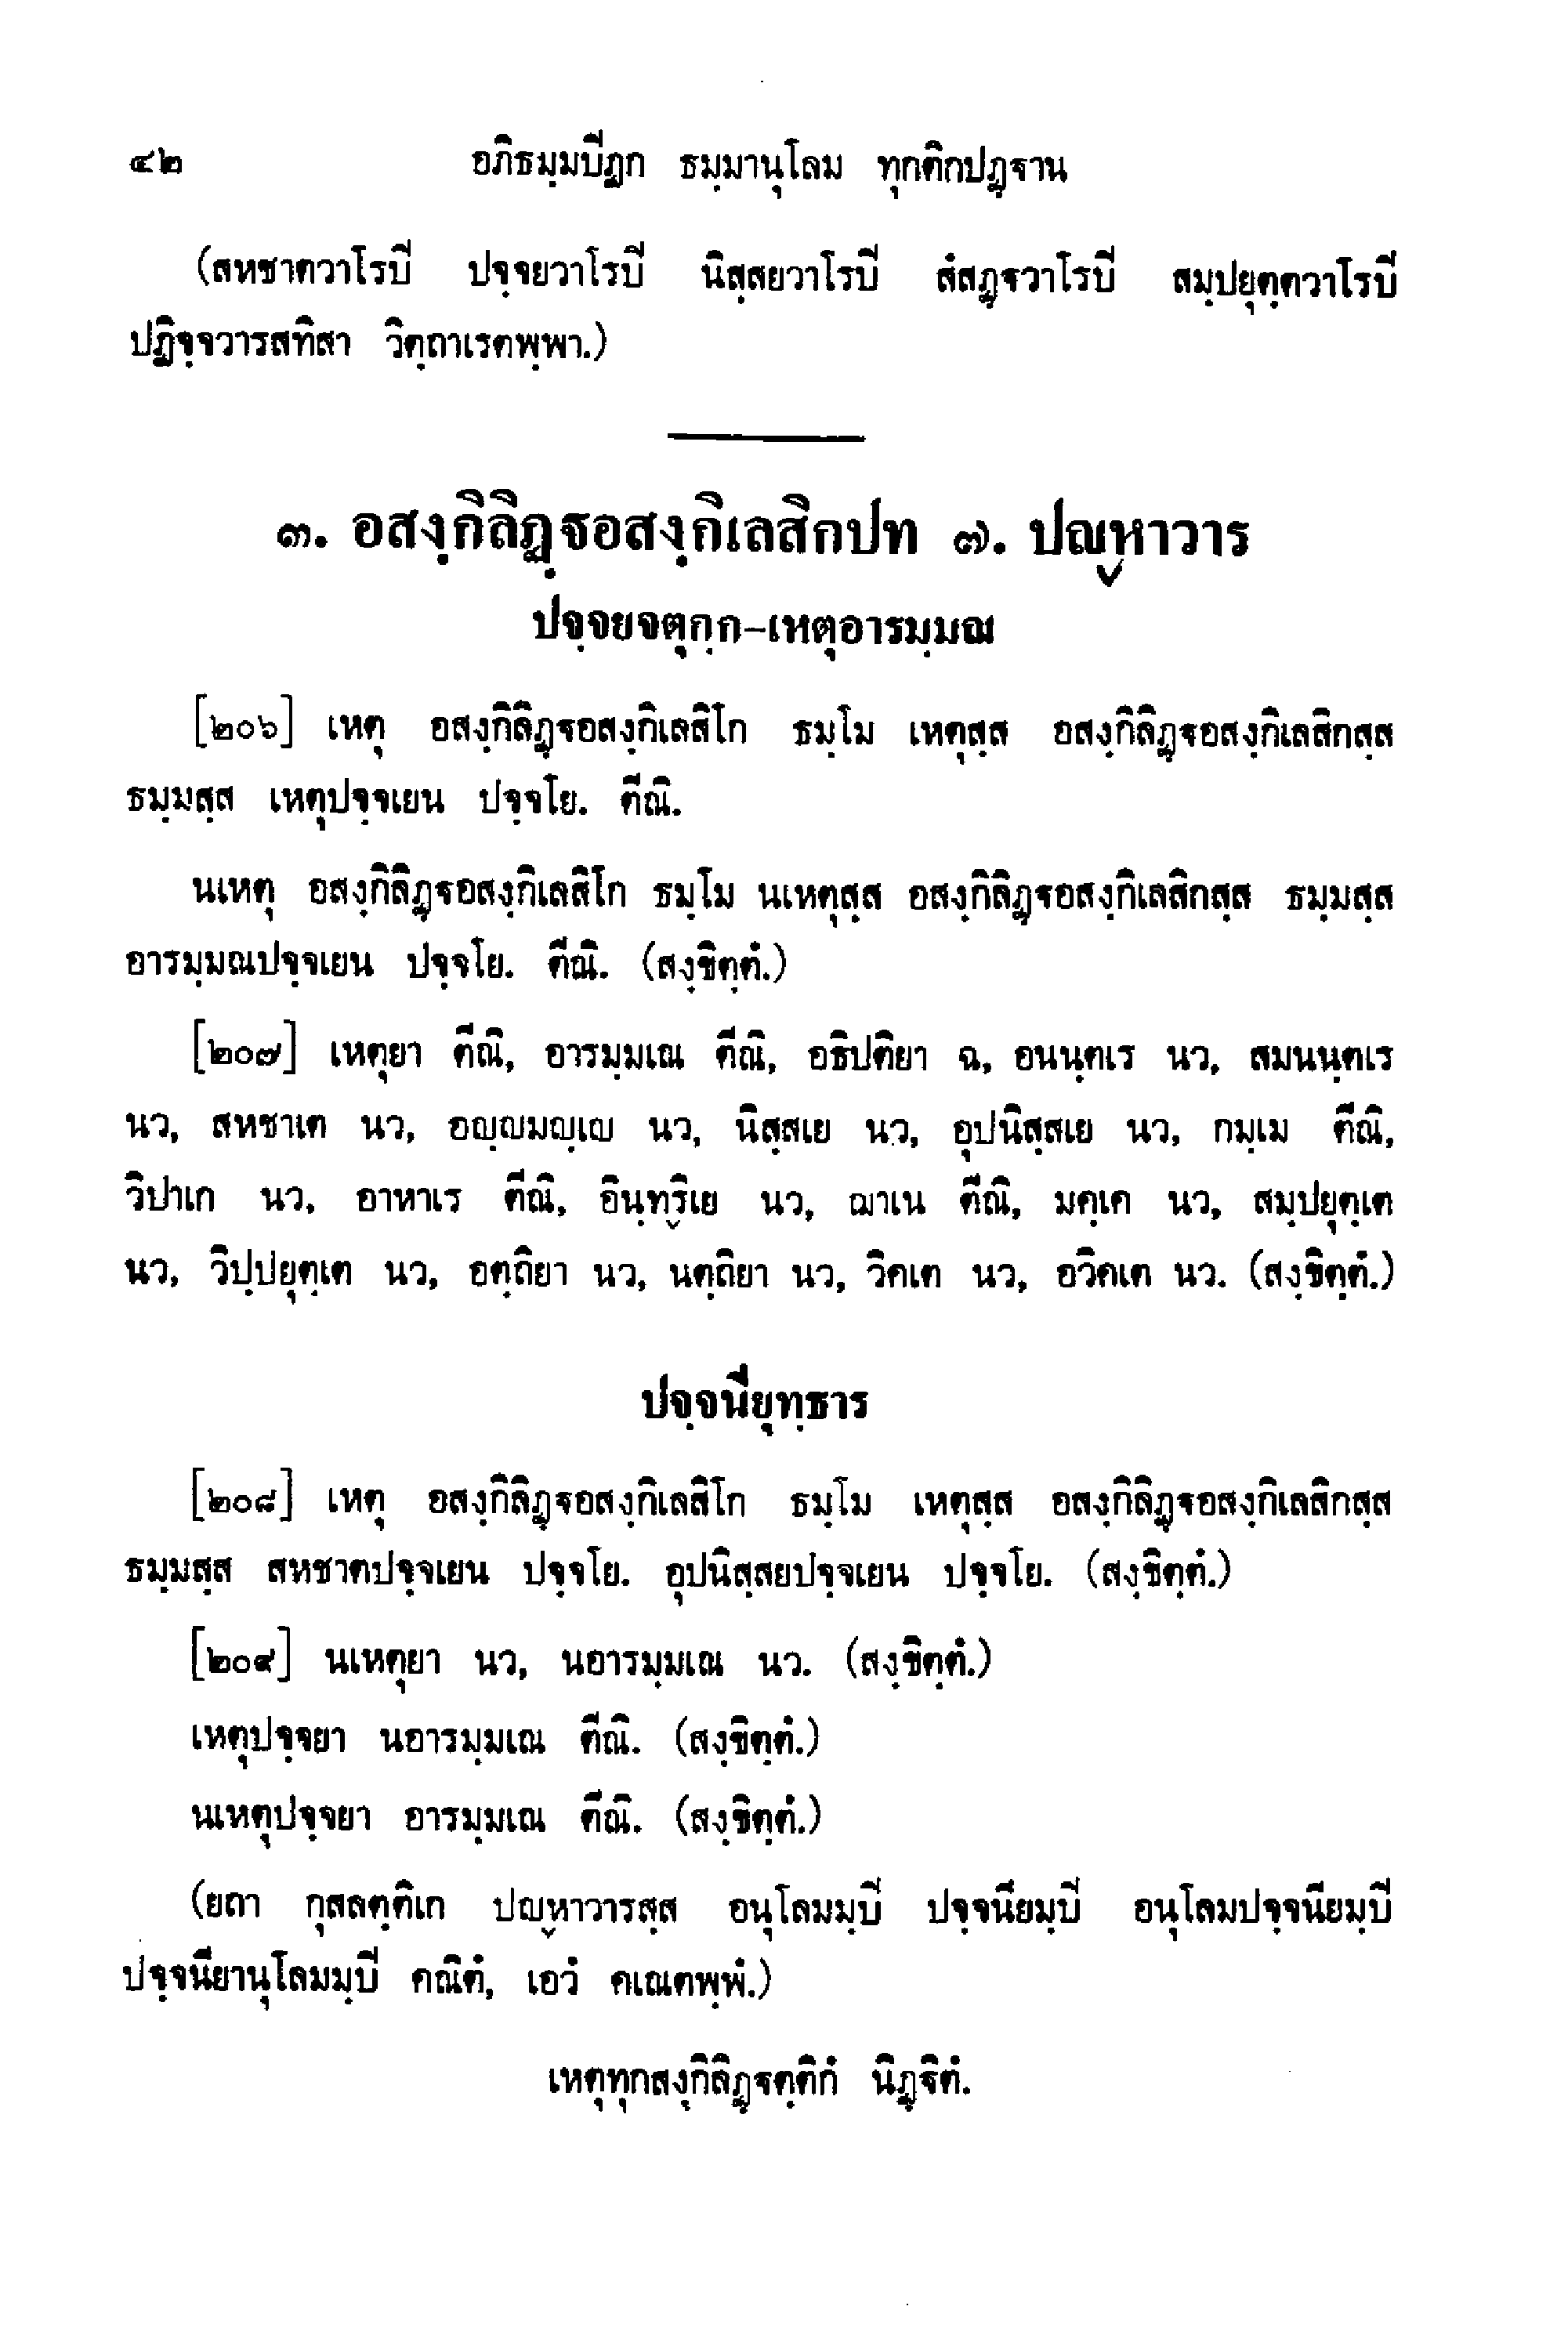 ๔๒ อภิธมฺมปิฏก ธมฺมานุโลม ทุกติกปฏฺฐาน
(สหชาตวาโรปิ ปจฺจยวาโรปิ นิสฺสยวาโรปิ สํสฏฺฐวาโรปิ สมฺปยุตฺตวาโรปิ
ปฏิจฺจวารสทิสา วิตฺถาเรตพฺพา.)
๓. อสงฺกิลิฏฺฐอสงฺกิเลสิกปท ๗. ปญฺหาวาร
ปจฺจยจตุกฺก-เหตุอารมฺมณ
[๒๐๖] เหตุ อสงฺกิลิฏฺฐอสงฺกิเลสิโก ธมฺโม เหตุสฺส อสงฺกิลิฏฺฐอสงฺกิเลสิกสฺส
ธมฺมสฺส เหตุปจฺจเยน ปจฺจโย. ตีณิ.
นเหตุ อสงฺกิลิฏฺฐอสงฺกิเลสิโก ธมฺโม นเหตุสฺส อสงฺกิลิฏฺฐอสงฺกิเลสิกสฺส ธมฺมสฺส
อารมฺมณปจฺจเยน ปจฺจโย. ตีณิ. (สงฺขิตฺตํ.)
[๒๐๗] เหตุยา ตีณิ, อารมฺมเณ ตีณิ, อธิปติยา ฉ, อนนฺตเร นว, สมนนฺตเร
นว, สหชาเต นว, อญฺญมญฺเญ นว, นิสฺสเย นว, อุปนิสฺสเย นว, กมฺเม ตีณิ,
วิปาเก นว, อาหาเร ตีณิ, อินฺทฺริเย นว, ฌาเน ตีณิ, มคฺเค นว, สมฺปยุตฺเต
นว, วิปฺปยุตฺเต นว, อตฺถิยา นว, นตฺถิยา นว, วิคเต นว, อวิคเต นว. (สงฺขิตฺตํ.)
ปจฺจนียุทฺธาร
[๒๐๘] เหตุ อสงฺกิลิฏฺฐอสงฺกิเลสิโก ธมฺโม เหตุสฺส อสงฺกิลิฏฺฐอสงฺกิเลสิกสฺส
ธมฺมสฺส สหชาตปจฺจเยน ปจฺจโย. อุปนิสฺสยปจฺจเยน ปจฺจโย. (สงฺขิตฺตํ.)
[๒๐๙] นเหตุยา นว, นอารมฺมเณ นว. (สงฺขิตฺตํ.)
เหตุปจฺจยา นอารมฺมเณ ตีณิ. (สงฺขิตฺตํ.)
นเหตุปจฺจยา อารมฺมเณ ตีณิ. (สงฺขิตฺตํ.)
(ยถา กุสลตฺติเก ปญฺหาวารสฺส อนุโลมมฺปิ ปจฺจนียมฺปิ อนุโลมปจฺจนียมฺปิ
ปจฺจนียานุโลมมฺปิ คณิตํ, เอวํ คเณตพฺพํ.)
เหตุทุกสงฺกิลิฏฺฐตฺติกํ นิฏฺฐิตํ.